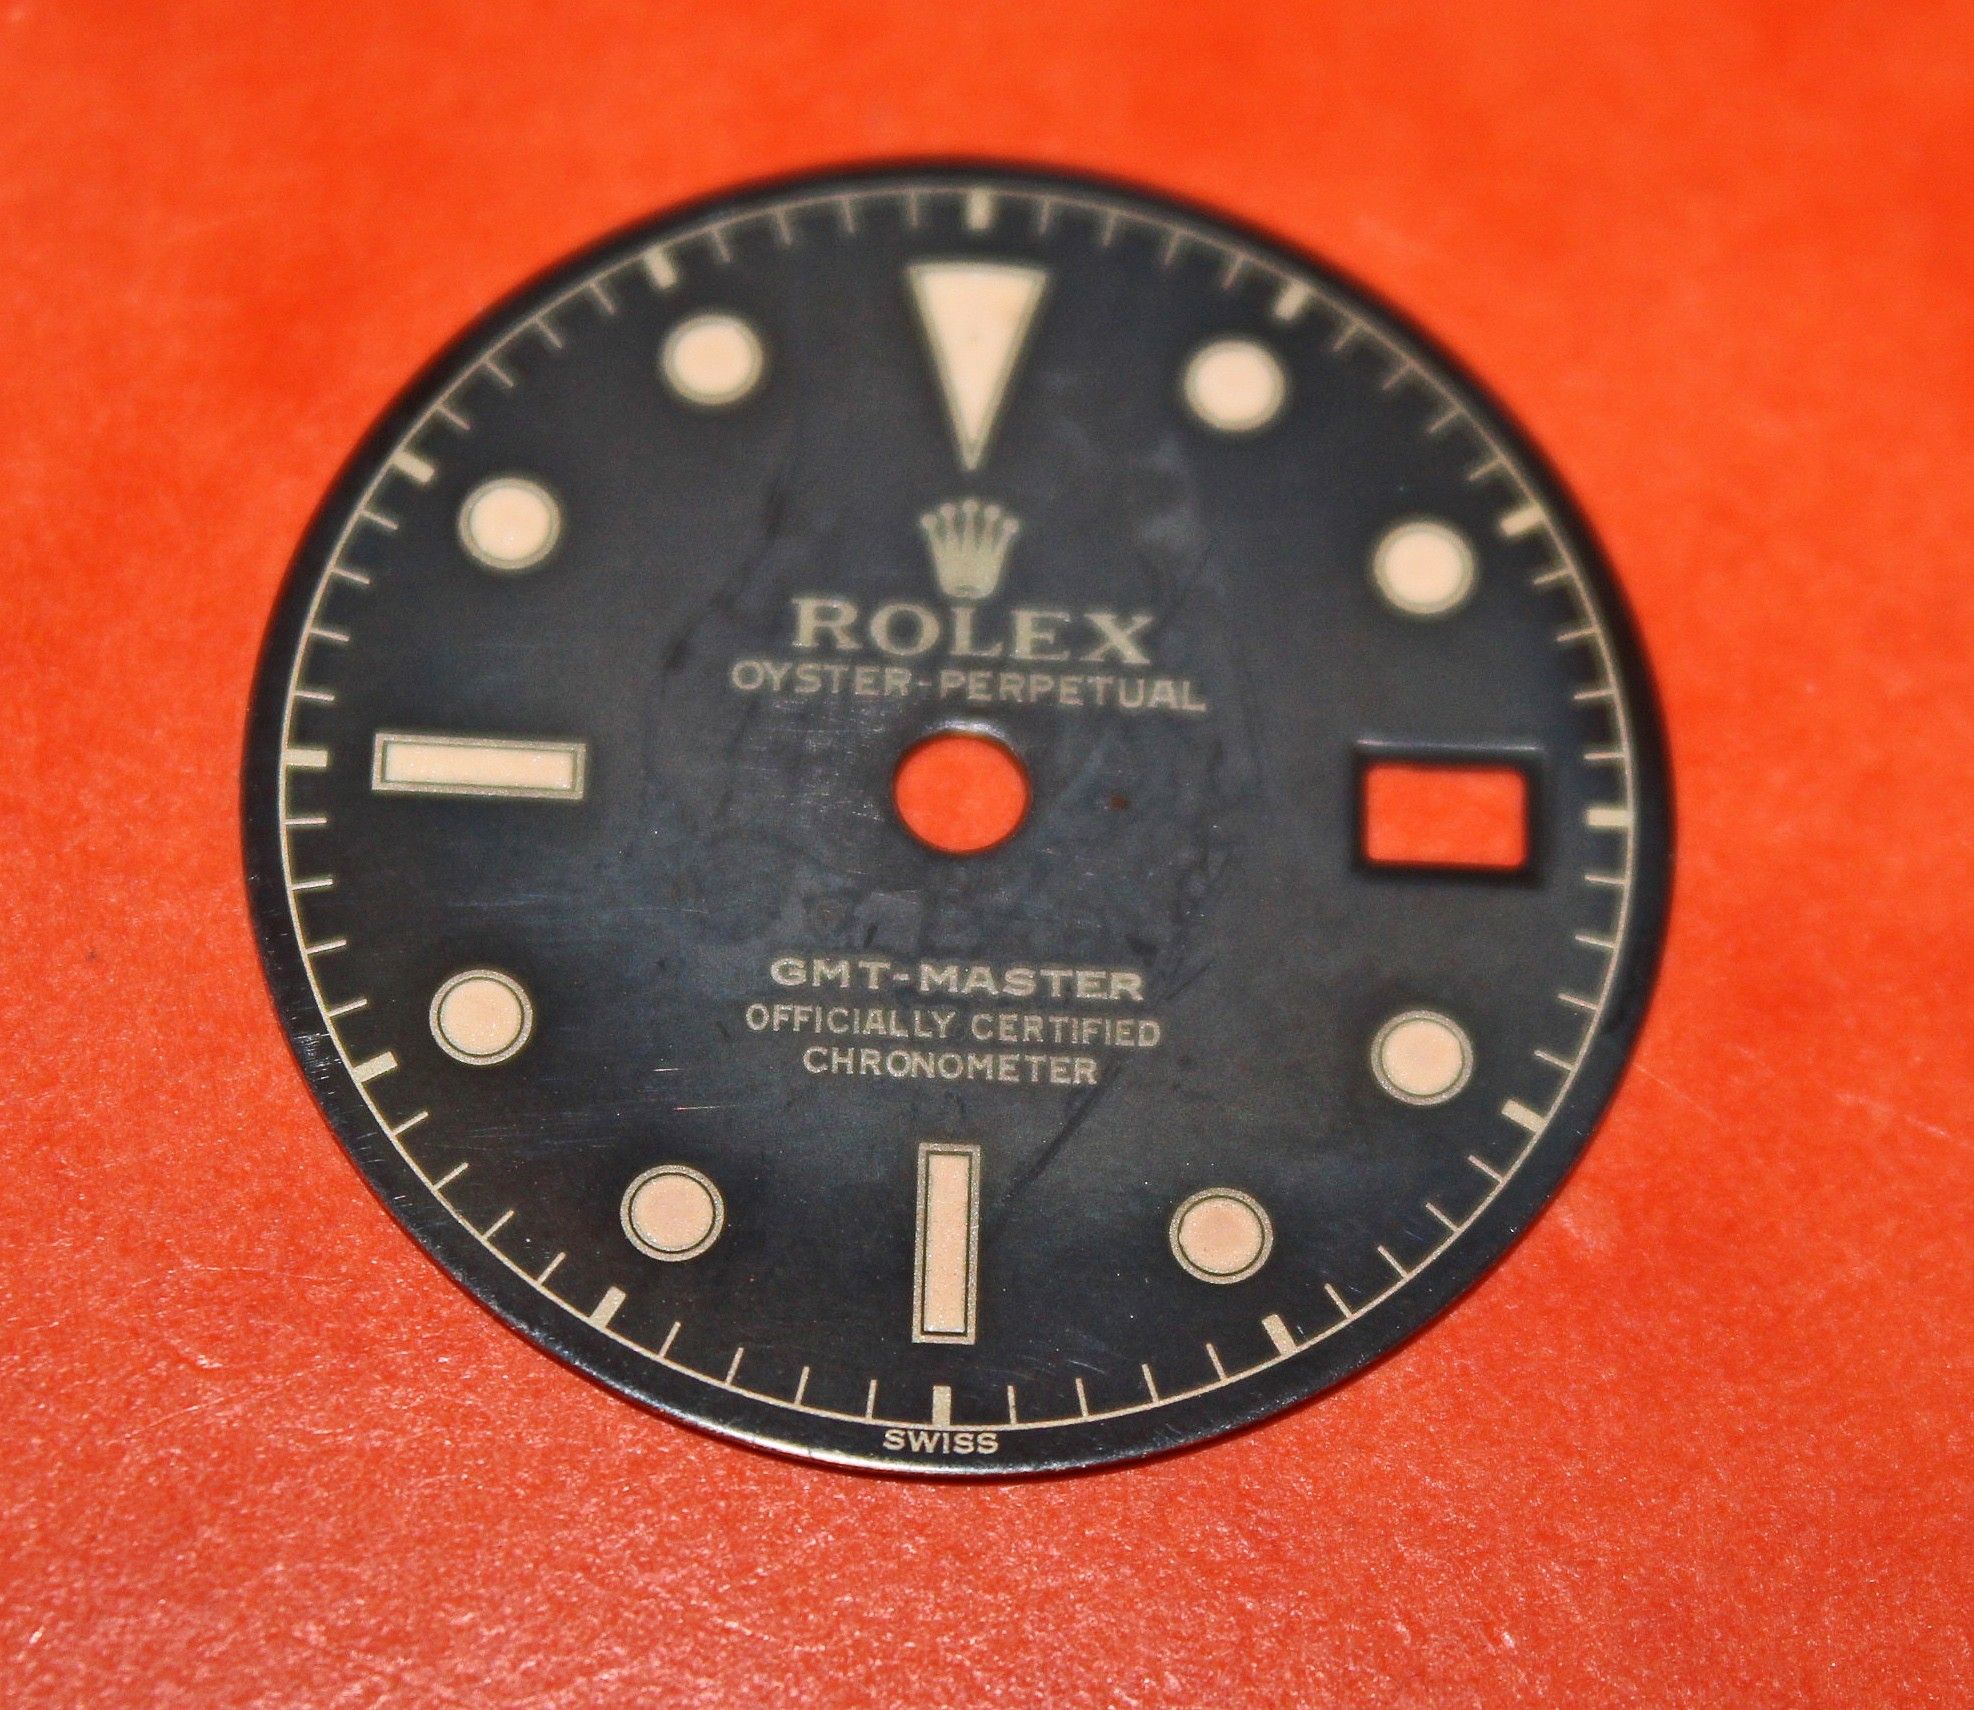 ROLEX
OYSTER-PERPETUAL
GMT-MASTER
OFFICIALLY CERTIFIED
CHRONOMETER
SWISS